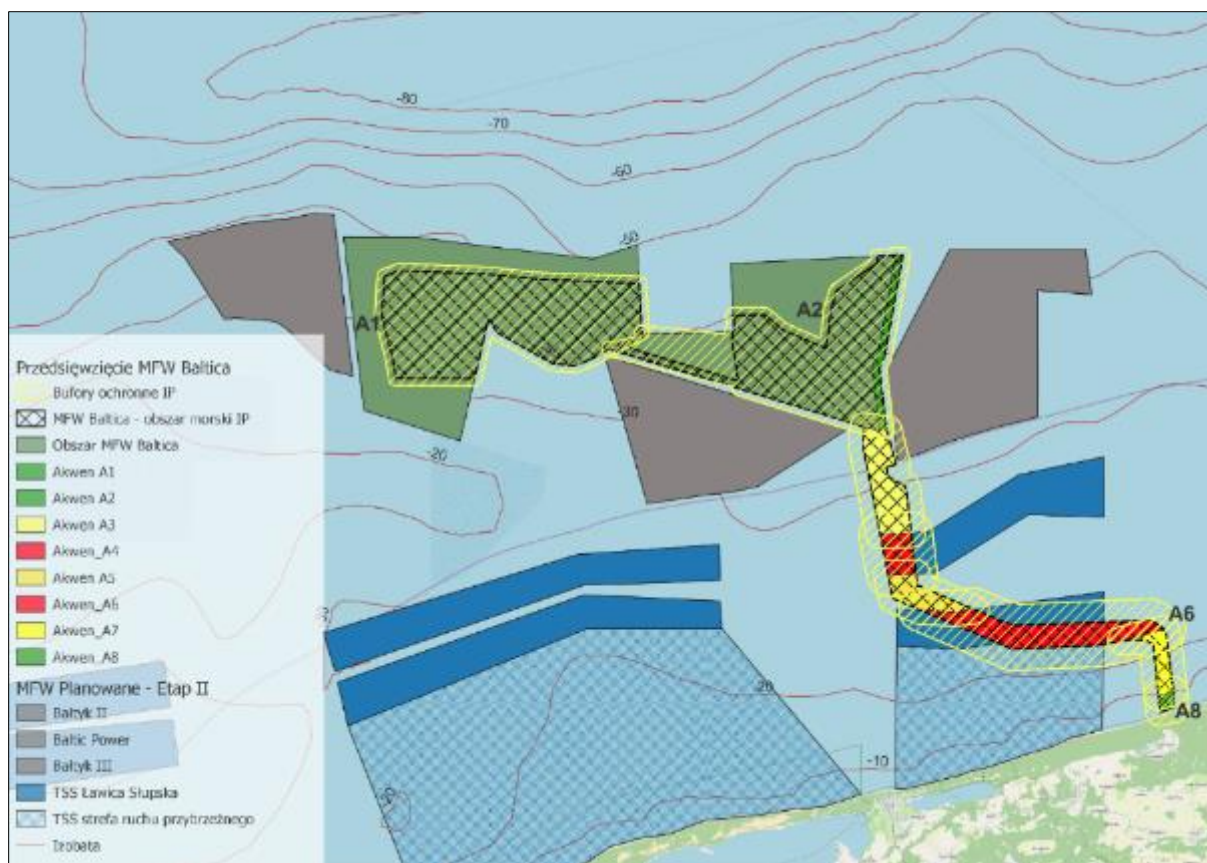 -80
-70
-60
-50
A1
A2
-30
-20
A6
A8
-20
-10
Przedsięwzięcie MFW Baltica
Bufory ochronne IP
MFW Baltica - obszar morski IP
Obszar MFW Baltica
Akwen A1
Akwen A2
Akwen A3
Akwen_A4
Akwen A5
Akwen_A6
Akwen_A7
Akwen_A8
MFW Planowane - Etap II
Bałtyk II
Baltic Power
Bałtyk III
TSS Ławica Słupska
TSS strefa ruchu przybrzeżnego
Izobata